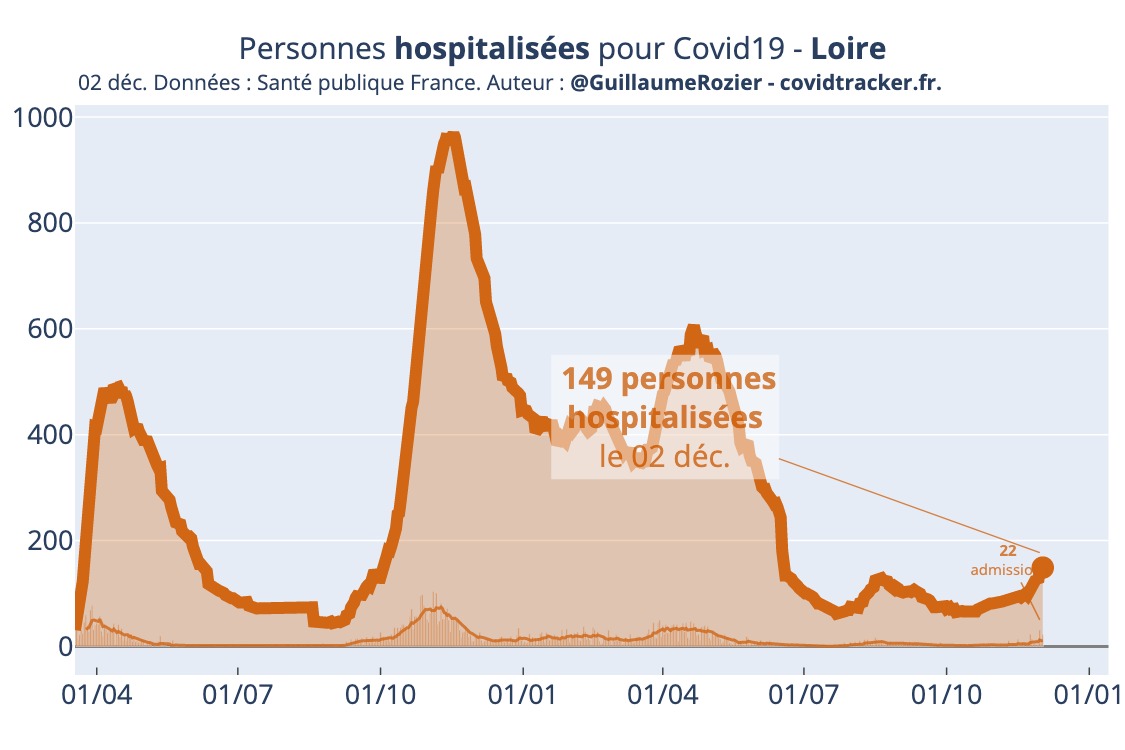 Personnes hospitalisées pour Covid19 - Loire
02 déc. Données : Santé publique France. Auteur : @GuillaumeRozier - covidtracker.fr.
1000
800
600
400
200
0
149 personnes
hospitalisées
le 02 déc.
22
admissio
01/04 01/07 01/10 01/01 01/04 01/07 01/10 01/01